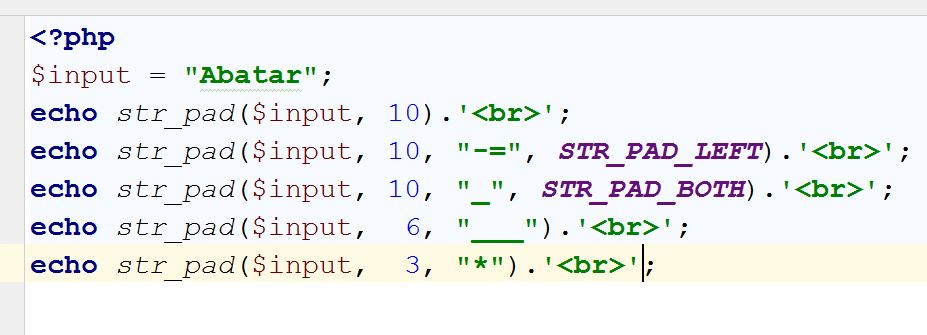 <?php
$input = "Abatar";
echo str_pad($input, 10).'<br>';
echo str_pad($input, 10, "-=", STR_PAD_LEFT).'<br>';
echo str_pad($input, 10, "_", STR_PAD_BOTH).'<br>';
echo str_pad($input,  6, "___").'<br>';
echo str_pad($input,  3, "*").'<br>';